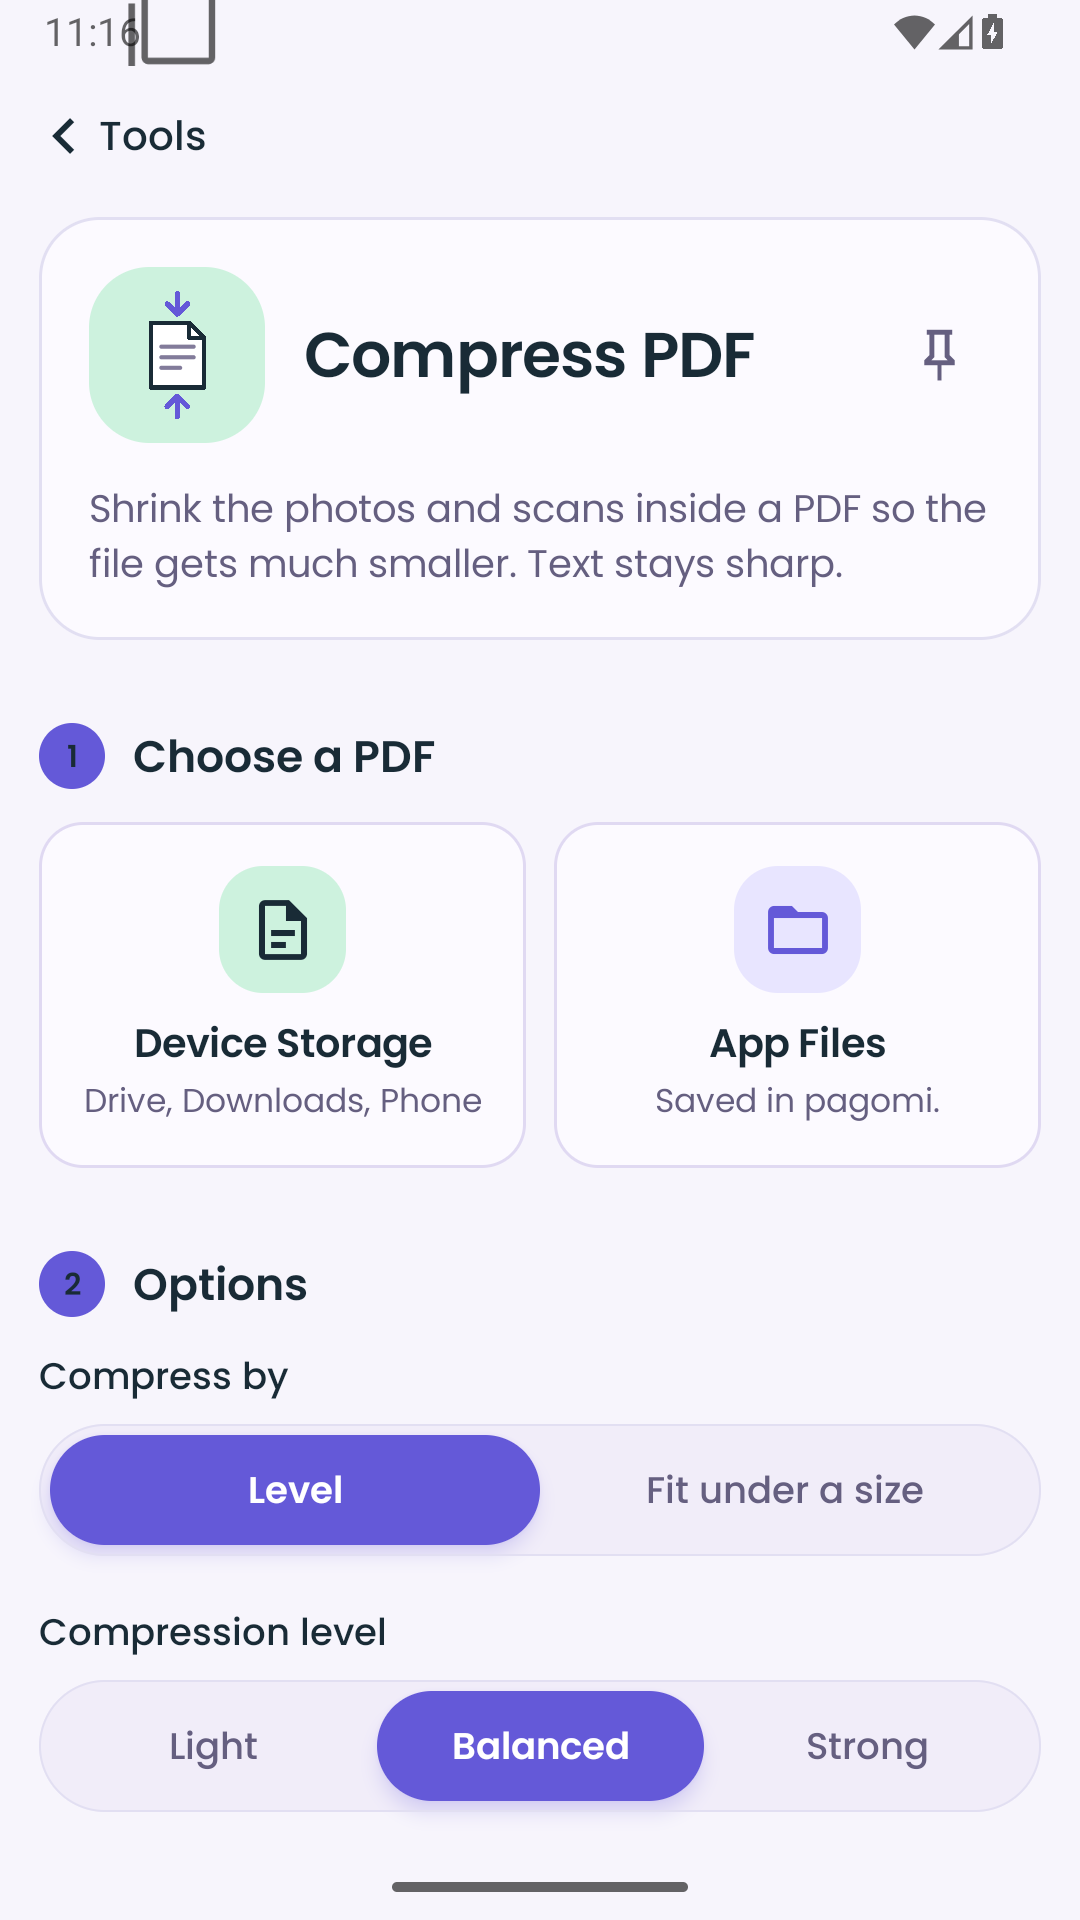 11:16
Tools
Compress PDF
Shrink the photos and scans inside a PDF so the
file gets much smaller. Text stays sharp.
1 Choose a PDF
Device Storage
Drive, Downloads, Phone
App Files
Saved in pagomi.
2 Options
Compress by
Level Fit under a size
Compression level
Light Balanced Strong